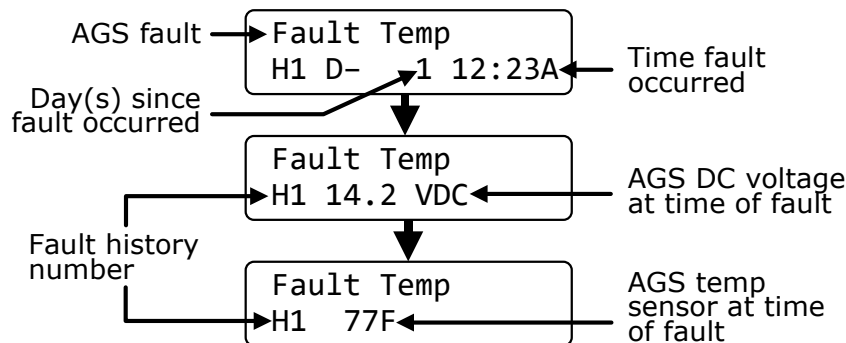 AGS fault
Fault Temp
H1 D– 1 12:23A
Time fault
occurred
Day(s) since
fault occurred
Fault Temp
H1 14.2 VDC
AGS DC voltage
at time of fault
Fault history
number
Fault Temp
H1 77F
AGS temp
sensor at time
of fault